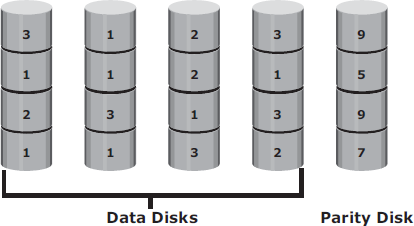 3 1 2 3 9
1 1 2 1 5
2 3 1 3 9
1 1 3 2 7
Data Disks Parity Disk